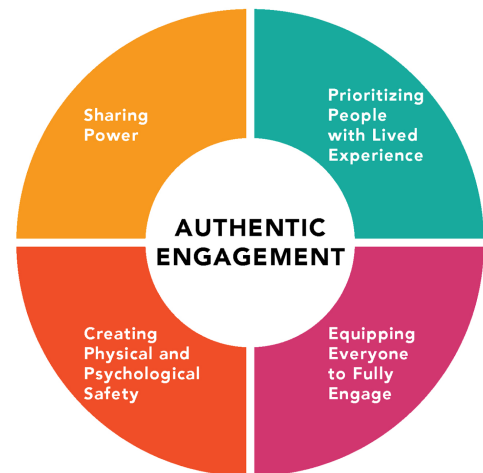 Sharing
Power
Prioritizing
People
with Lived
Experience
AUTHENTIC
ENGAGEMENT
Creating
Physical and
Psychological
Safety
Equipping
Everyone
to Fully
Engage